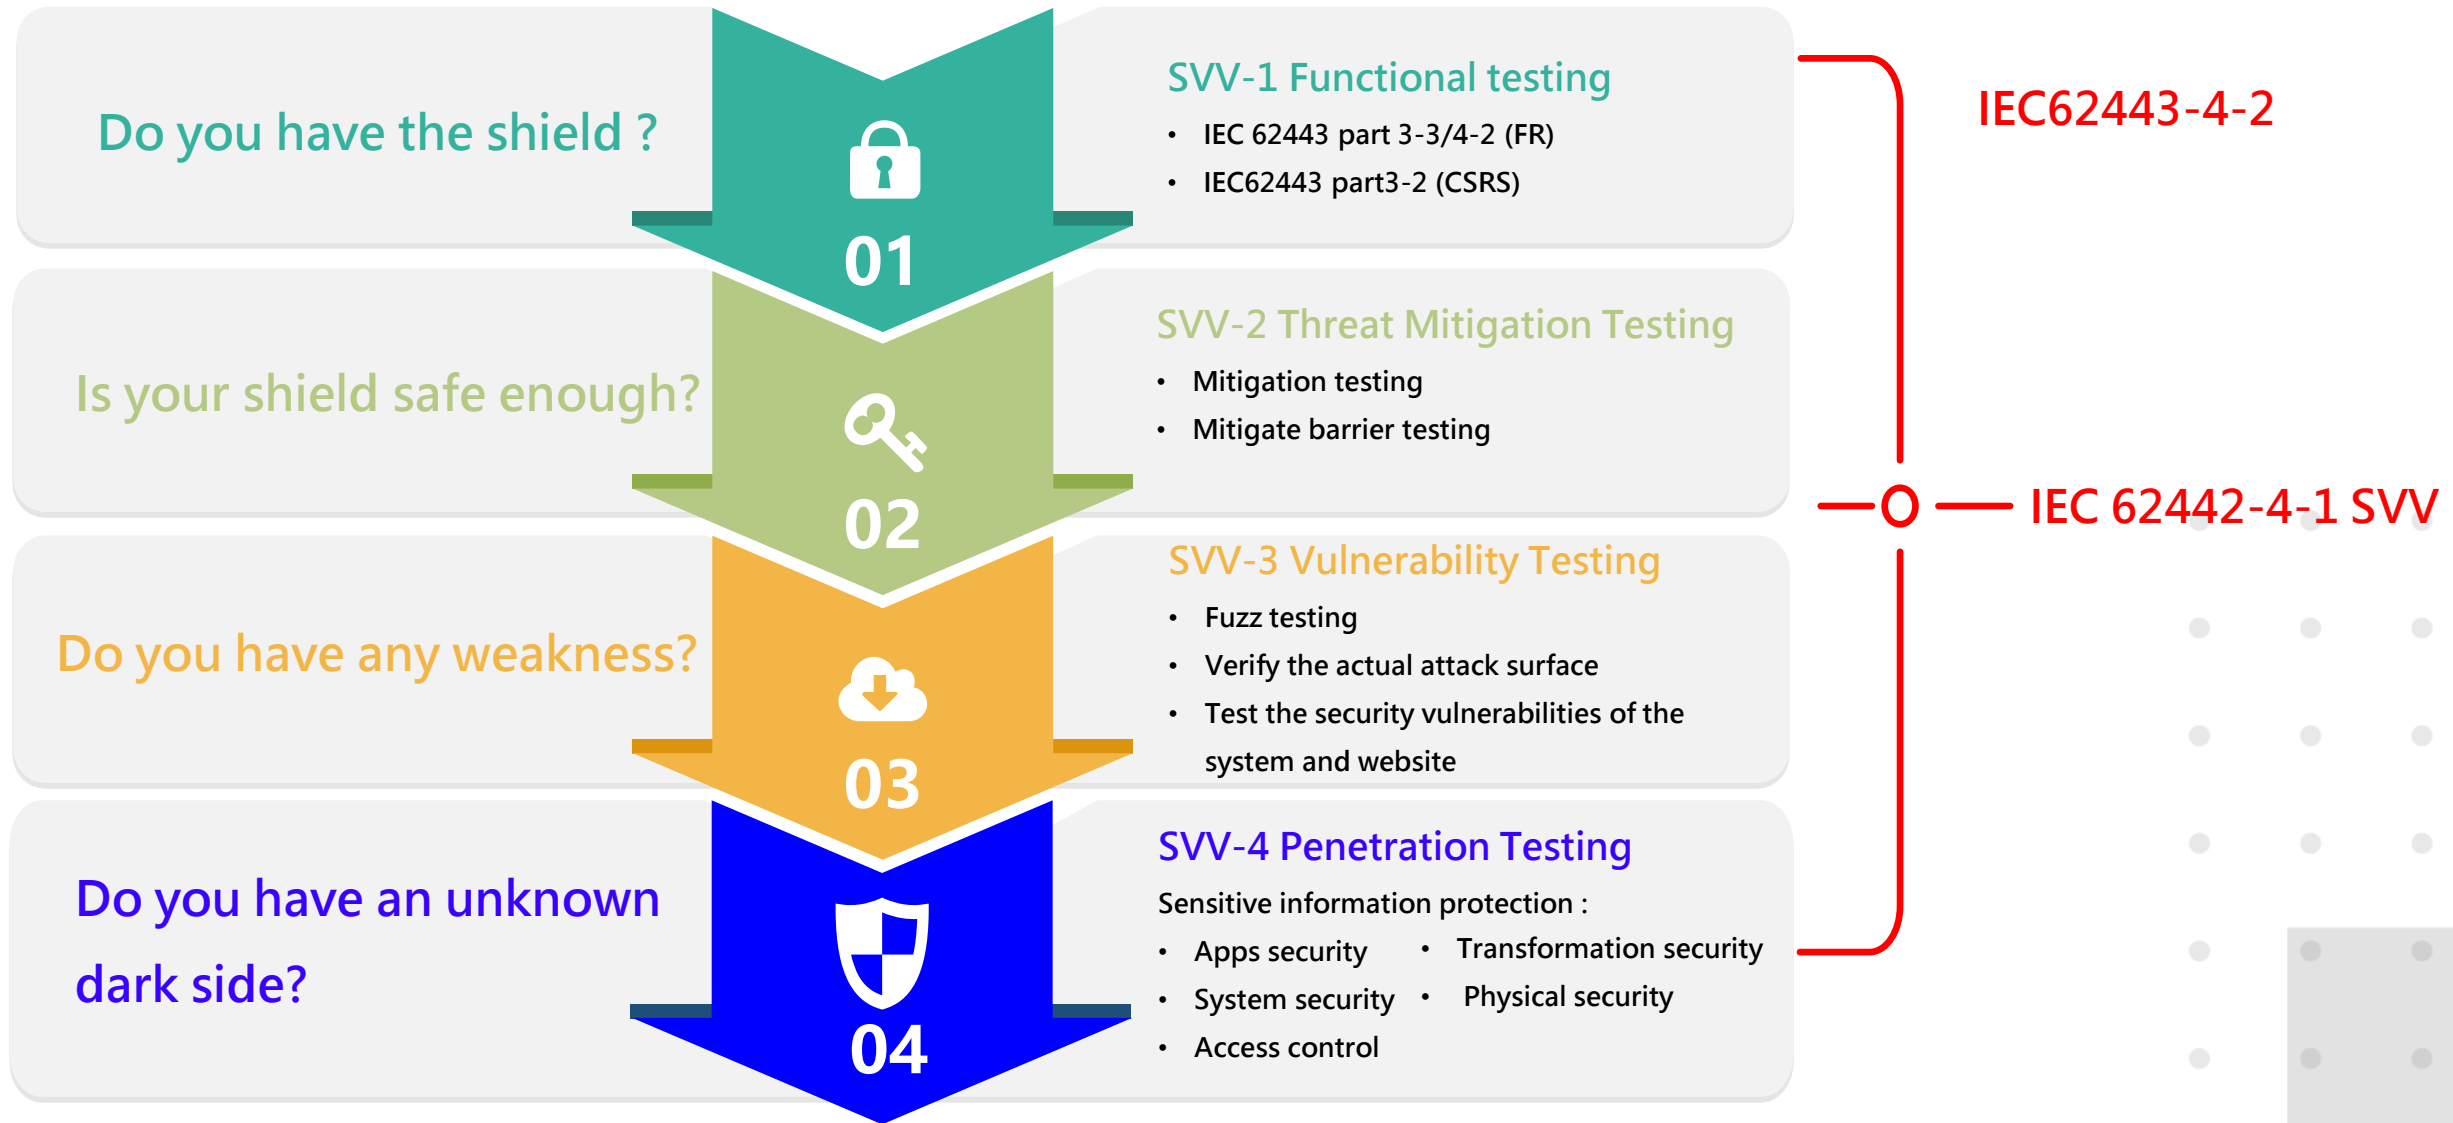 Do you have the shield ?
01
SVV-1 Functional testing
• IEC 62443 part 3-3/4-2 (FR)
• IEC62443 part3-2 (CSRS)
IEC62443-4-2
Is your shield safe enough?
02
SVV-2 Threat Mitigation Testing
• Mitigation testing
• Mitigate barrier testing
IEC 62442-4-1 SVV
Do you have any weakness?
03
SVV-3 Vulnerability Testing
• Fuzz testing
• Verify the actual attack surface
• Test the security vulnerabilities of the
system and website
Do you have an unknown
dark side?
04
SVV-4 Penetration Testing
Sensitive information protection :
• Apps security
• System security
• Access control
• Transformation security
• Physical security